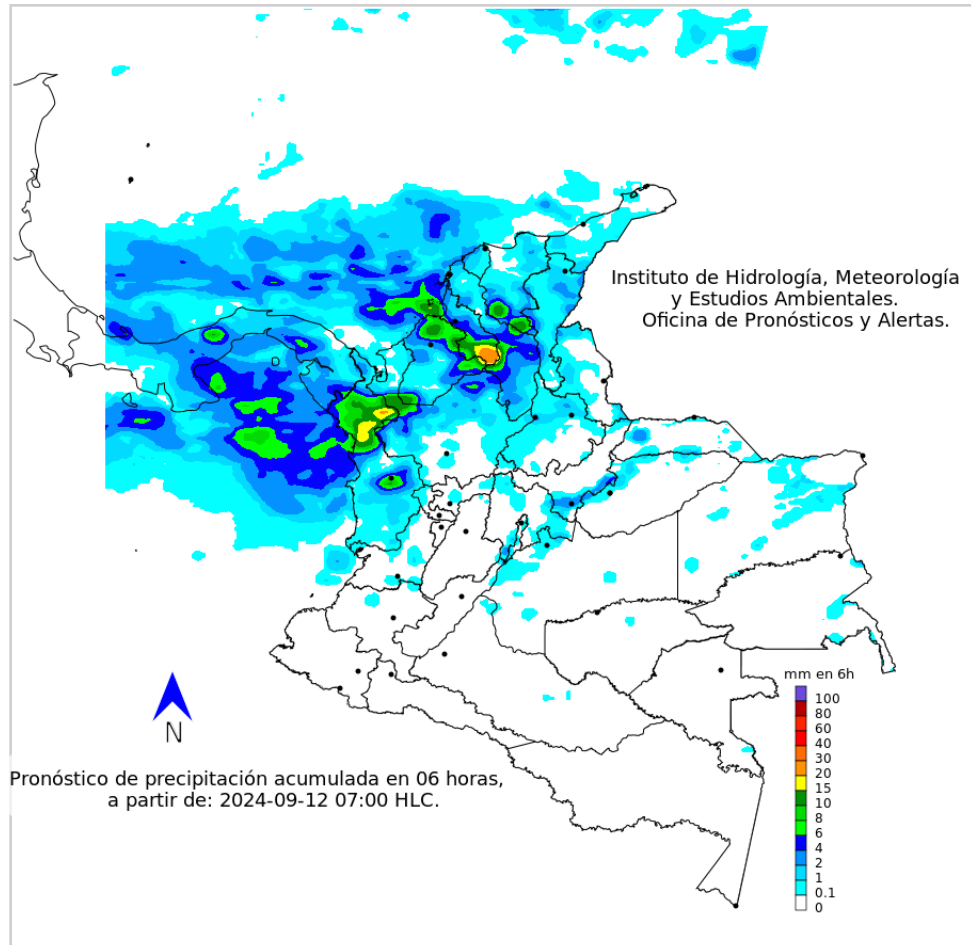 Instituto de Hidrología, Meteorología
y Estudios Ambientales.
Oficina de Pronósticos y Alertas.
mm en 6h
100
80
60
40
30
20
15
10
8
6
4
2
1
0.1
0
N
Pronóstico de precipitación acumulada en 06 horas,
a partir de: 2024-09-12 07:00 HLC.